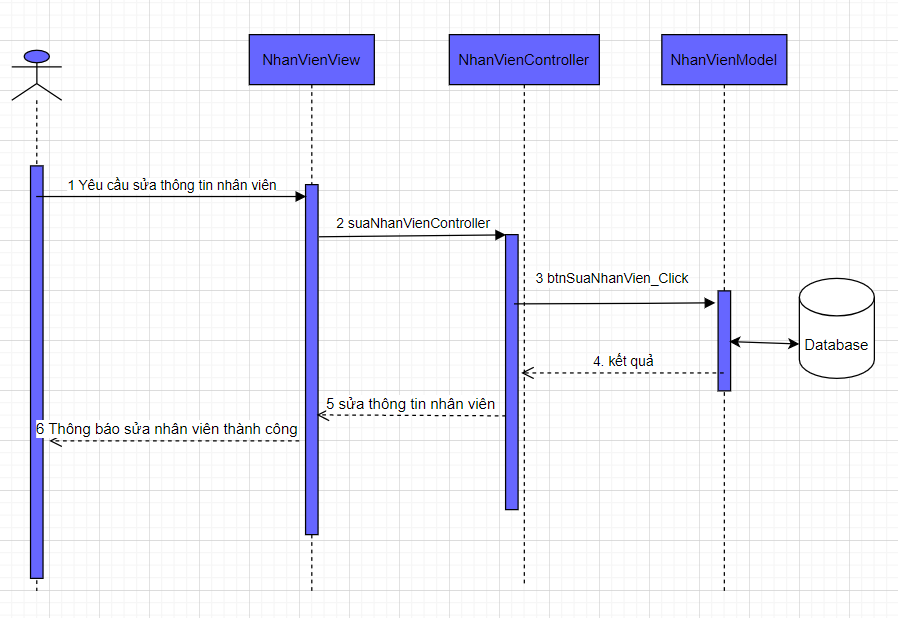 NhanVienView
NhanVienController
NhanVienModel
1 Yêu cầu sửa thông tin nhân viên
2 suaNhanVienController
3 btnSuaNhanVien_Click
Database
4. kết quả
5 sửa thông tin nhân viên
6 Thông báo sửa nhân viên thành công